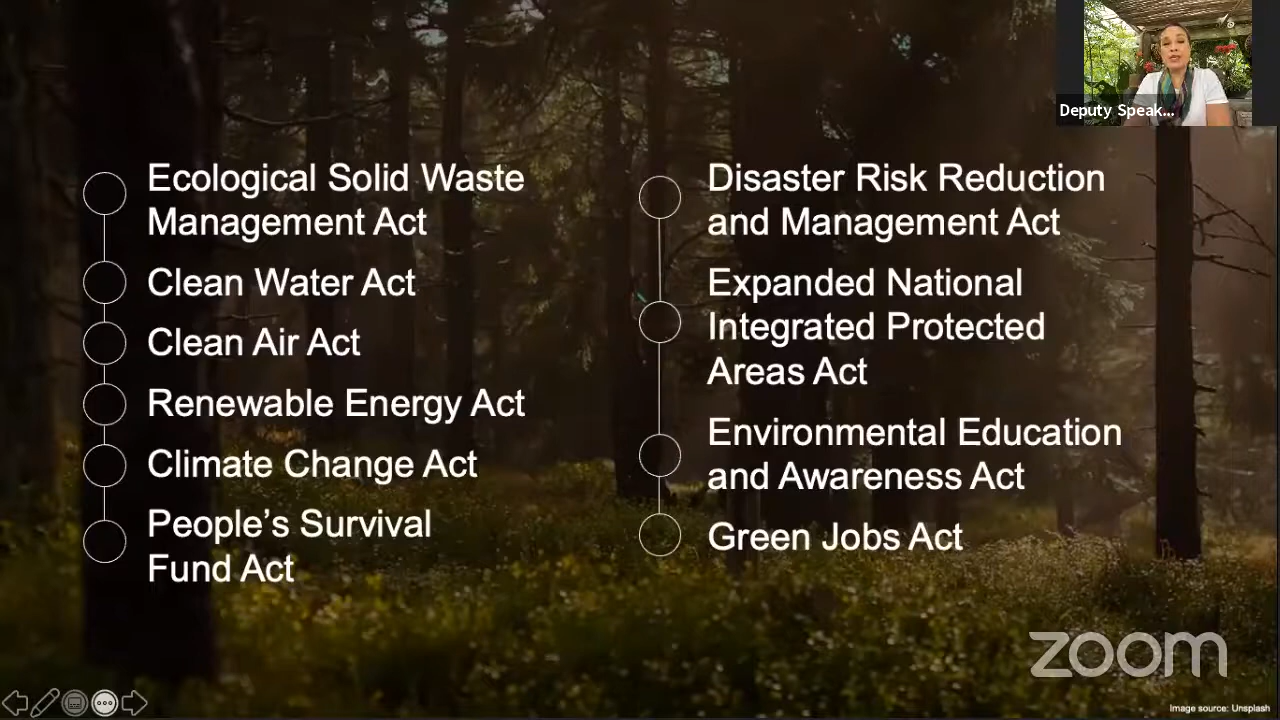 Deputy Speak...
Ecological Solid Waste
Management Act
Clean Water Act
Clean Air Act
Renewable Energy Act
Climate Change Act
People’s Survival
Fund Act
Disaster Risk Reduction
and Management Act
Expanded National
Integrated Protected
Areas Act
Environmental Education
and Awareness Act
Green Jobs Act
zoom
Image source: Unsplash